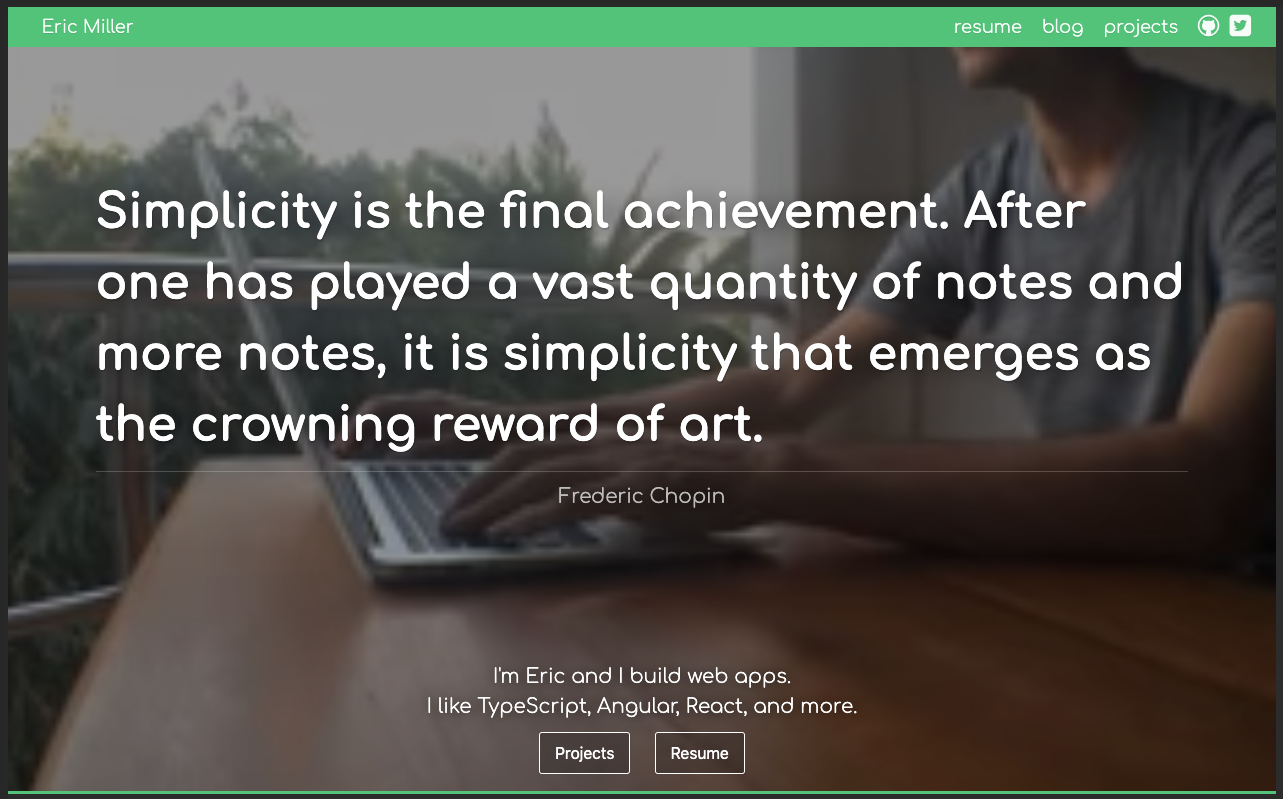 Eric Miller
resume blog projects
Simplicity is the final achievement. After
one has played a vast quantity of notes and
more notes, it is simplicity that emerges as
the crowning reward of art.
Frederic Chopin
I'm Eric and I build web apps.
I like TypeScript, Angular, React, and more.
Projects Resume